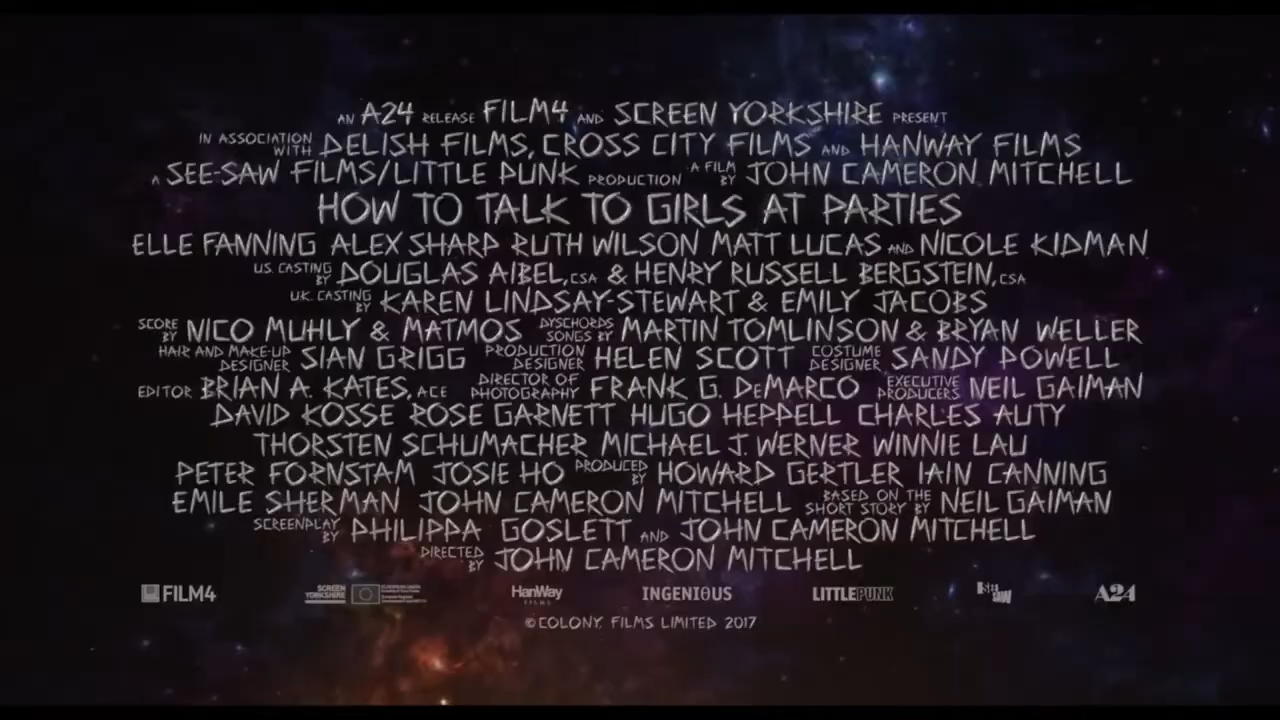 AN A24 RELEASE FILM4 AND SCREEN YORKSHIRE PRESENT
IN ASSOCIATION WITH DELISH FILMS, CROSS CITY FILMS AND HANWAY FILMS
A SEE-SAW FILMS/LITTLE PUNK PRODUCTION A FILM BY JOHN CAMERON MITCHELL
HOW TO TALK TO GIRLS AT PARTIES
ELLE FANNING ALEX SHARP RUTH WILSON MATT LUCAS AND NICOLE KIDMAN
U.S. CASTING BY DOUGLAS AIBEL, CSA & HENRY RUSSELL BERGSTEIN, CSA
U.K. CASTING BY KAREN LINDSAY-STEWART & EMILY JACOBS
SCORE BY NICO MUHLY & MATMOS DYSCHORDS SONGS BY MARTIN TOMLINSON & BRYAN WELLER
HAIR AND MAKE-UP DESIGNER SIAN GRIGG PRODUCTION DESIGNER HELEN SCOTT COSTUME DESIGNER SANDY POWELL
EDITOR BRIAN A. KATES, ACE DIRECTOR OF PHOTOGRAPHY FRANK G. DeMARCO EXECUTIVE PRODUCERS NEIL GAIMAN
DAVID KOSSE ROSE GARNETT HUGO HEPPELL CHARLES AUTY
THORSTEN SCHUMACHER MICHAEL J. WERNER WINNIE LAU
PETER FORNSTAM JOSIE HO PRODUCED BY HOWARD GERTLER IAIN CANNING
EMILE SHERMAN JOHN CAMERON MITCHELL BASED ON THE SHORT STORY BY NEIL GAIMAN
SCREENPLAY BY PHILIPPA GOSLETT AND JOHN CAMERON MITCHELL
DIRECTED BY JOHN CAMERON MITCHELL
FILM4 SCREEN YORKSHIRE HanWay FILMS INGENIOUS LITTLEPUNK SEE SAW A24
©COLONY FILMS LIMITED 2017